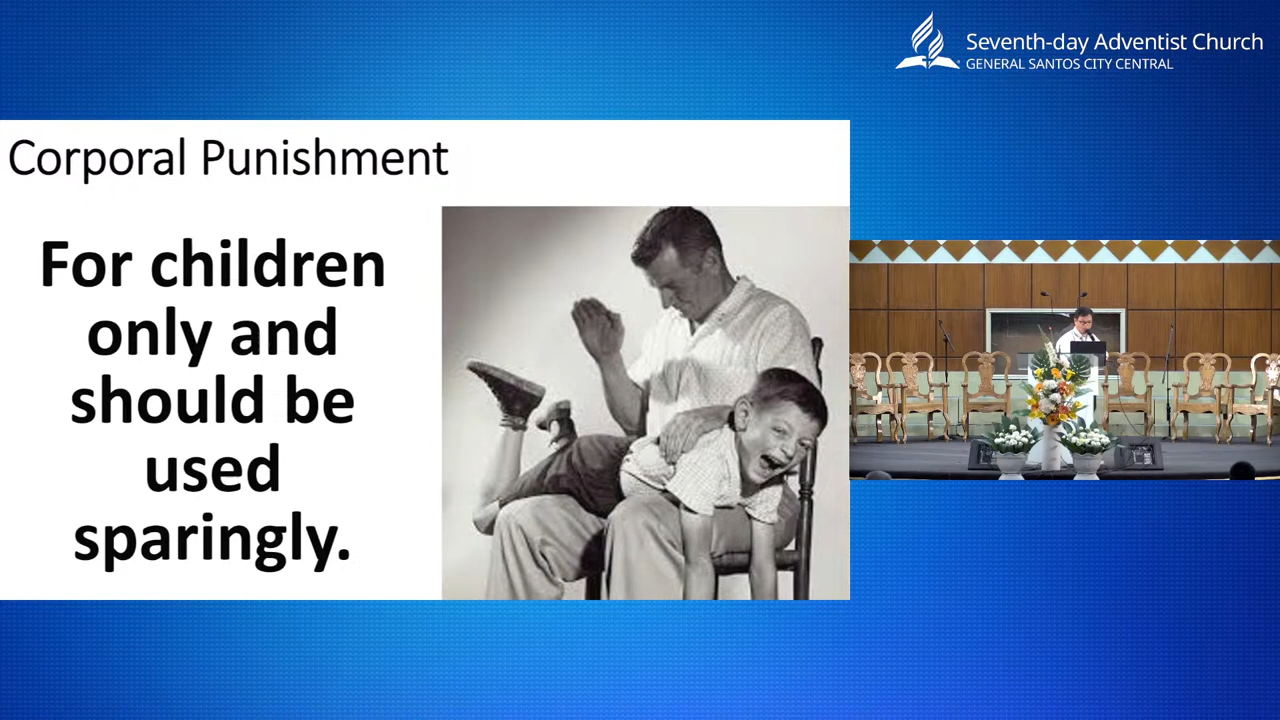 Seventh-day Adventist Church
GENERAL SANTOS CITY CENTRAL
Corporal Punishment
For children
only and
should be
used
sparingly.